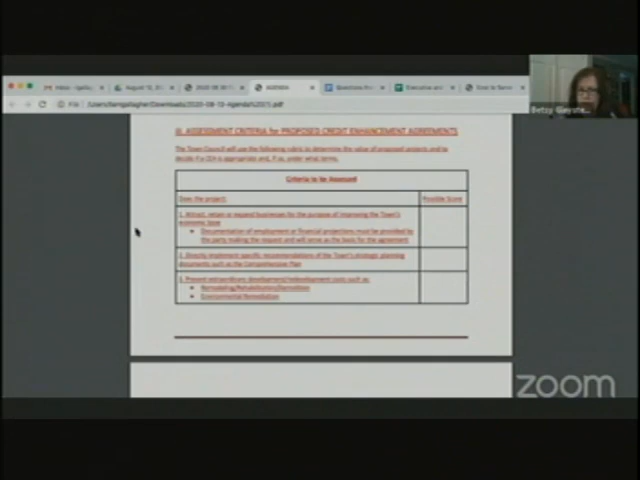 AGENDA
File
III. ASSESSMENT CRITERIA for PROPOSED CREDIT ENHANCEMENT AGREEMENTS
The Town Council will use the following rubric to determine the value of proposed projects and to
decide if a CEA is appropriate and, if so, under what terms.
Criteria to be Assessed
Does the project:
Possible Score
1. Attract, retain or expand businesses for the purpose of improving the Town's
economic base
Documentation of employment or financial projections must be provided by
the party making the request and will serve as the basis for the agreement
2. Directly implement specific recommendations of the Town's strategic planning
documents such as the Comprehensive Plan
3. Present extraordinary development/redevelopment costs such as:
Remodeling/Rehabilitation/Demolition
Environmental Remediation
Betsy
zoom